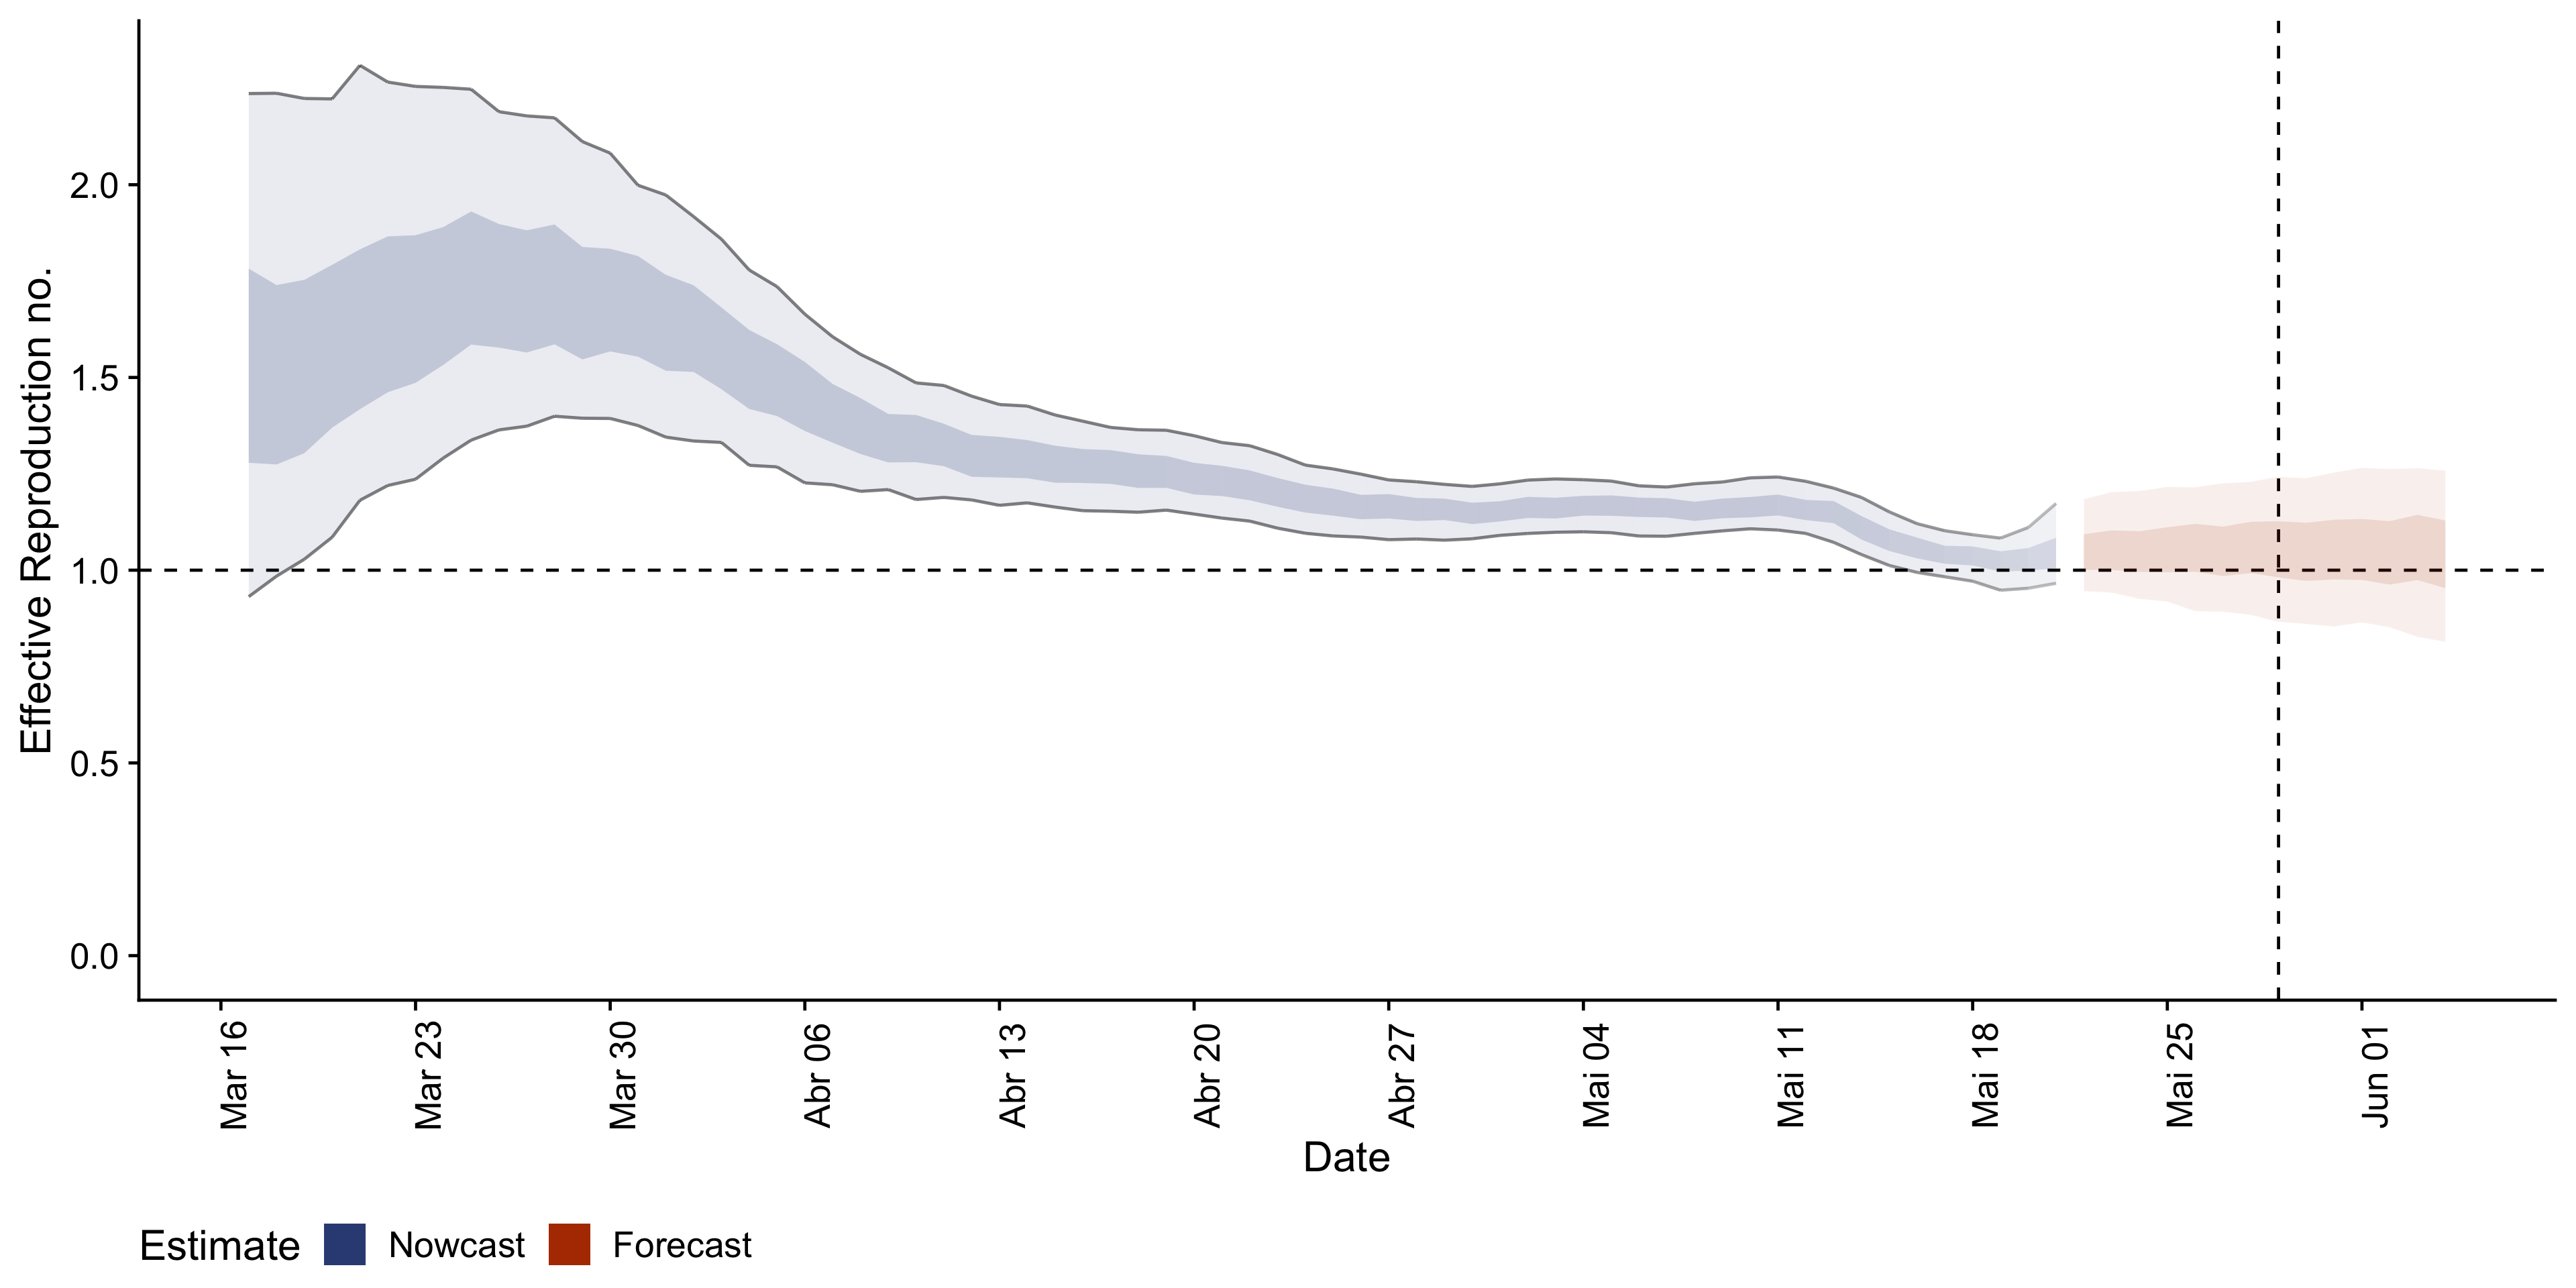 Effective Reproduction no.
2.0
1.5
1.0
0.5
0.0
Mar 16
Mar 23
Mar 30
Abr 06
Abr 13
Abr 20
Abr 27
Mai 04
Mai 11
Mai 18
Mai 25
Jun 01
Date
Estimate Nowcast Forecast